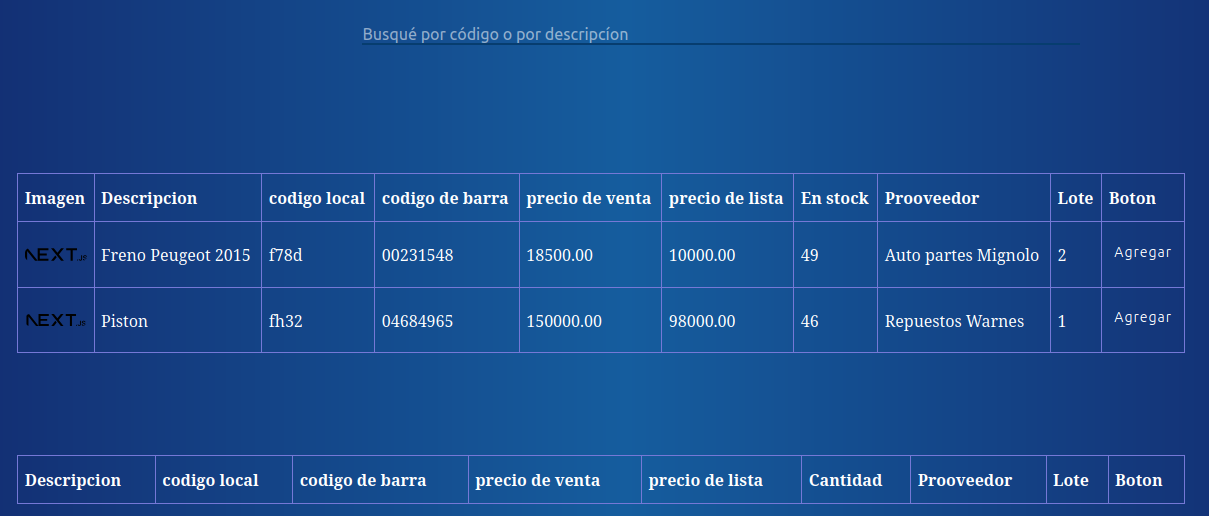 Busqué por código o por descripcíon
Imagen Descripcion codigo local codigo de barra precio de venta precio de lista En stock Prooveedor Lote Boton
NEXT.JS Freno Peugeot 2015 f78d 00231548 18500.00 10000.00 49 Auto partes Mignolo 2 Agregar
NEXT.JS Piston fh32 04684965 150000.00 98000.00 46 Repuestos Warnes 1 Agregar
Descripcion codigo local codigo de barra precio de venta precio de lista Cantidad Prooveedor Lote Boton